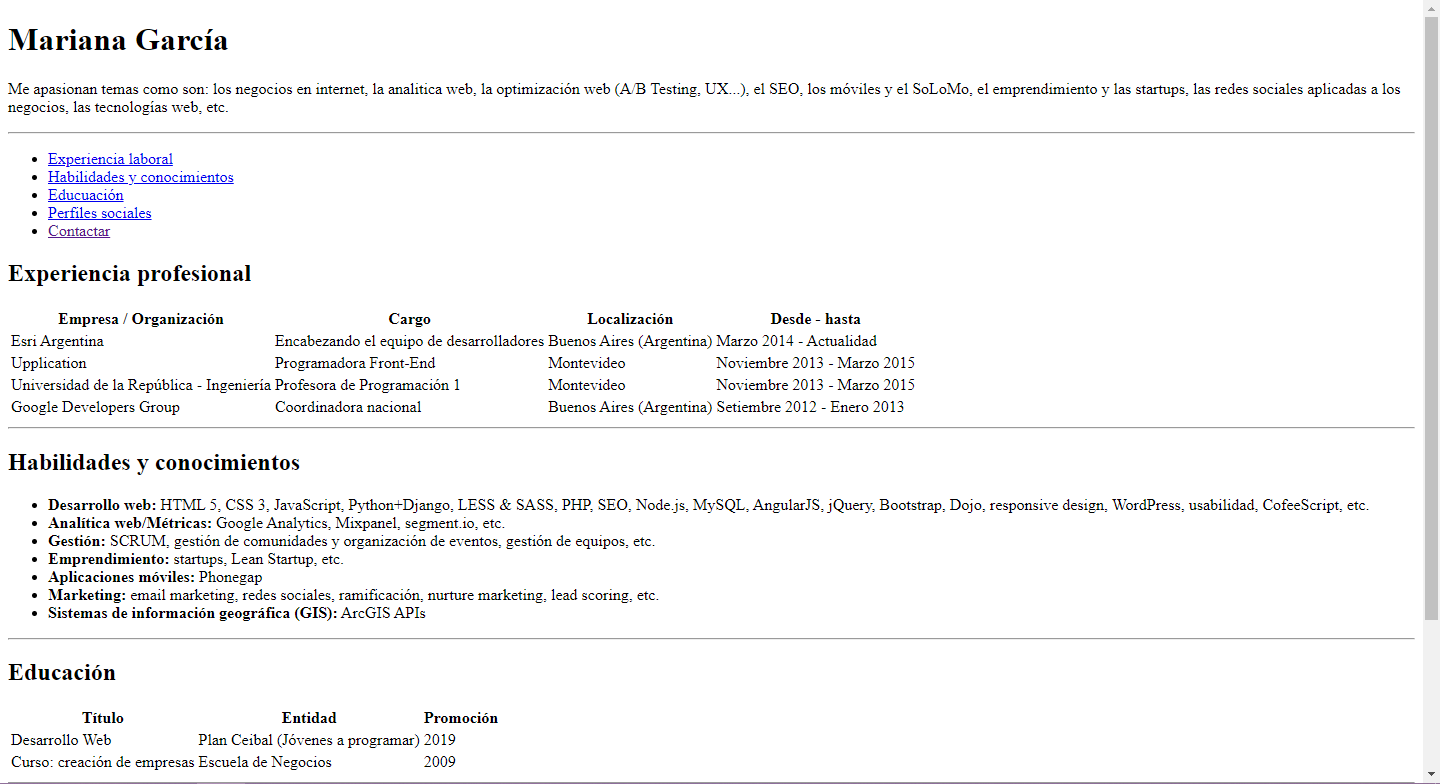 Mariana García
Me apasionan temas como son: los negocios en internet, la analitica web, la optimización web (A/B Testing, UX...), el SEO, los móviles y el SoLoMo, el emprendimiento y las startups, las redes sociales aplicadas a los
negocios, las tecnologías web, etc.
Experiencia laboral
Habilidades y conocimientos
Educuación
Perfiles sociales
Contactar
Experiencia profesional
Empresa / Organización Cargo Localización Desde - hasta
Esri Argentina Encabezando el equipo de desarrolladores Buenos Aires (Argentina) Marzo 2014 - Actualidad
Upplication Programadora Front-End Montevideo Noviembre 2013 - Marzo 2015
Universidad de la República - Ingeniería Profesora de Programación 1 Montevideo Noviembre 2013 - Marzo 2015
Google Developers Group Coordinadora nacional Buenos Aires (Argentina) Setiembre 2012 - Enero 2013
Habilidades y conocimientos
Desarrollo web: HTML 5, CSS 3, JavaScript, Python+Django, LESS & SASS, PHP, SEO, Node.js, MySQL, AngularJS, jQuery, Bootstrap, Dojo, responsive design, WordPress, usabilidad, CofeeScript, etc.
Analítica web/Métricas: Google Analytics, Mixpanel, segment.io, etc.
Gestión: SCRUM, gestión de comunidades y organización de eventos, gestión de equipos, etc.
Emprendimiento: startups, Lean Startup, etc.
Aplicaciones móviles: Phonegap
Marketing: email marketing, redes sociales, ramificación, nurture marketing, lead scoring, etc.
Sistemas de información geográfica (GIS): ArcGIS APIs
Educación
Título Entidad Promoción
Desarrollo Web Plan Ceibal (Jóvenes a programar) 2019
Curso: creación de empresas Escuela de Negocios 2009